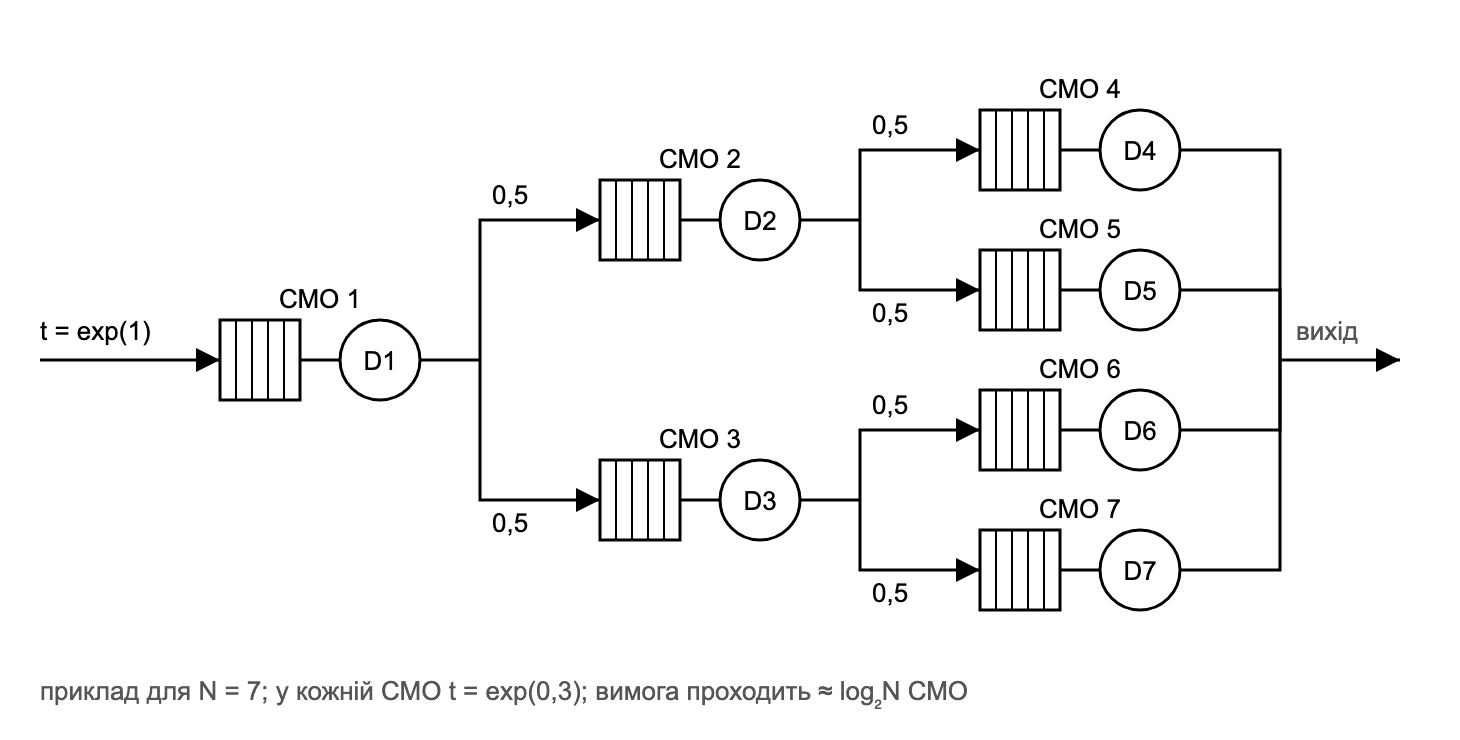 СМО 4
0,5
D4
СМО 2
0,5
D2
СМО 5
D5
0,5
СМО 1
t = exp(1)
D1
вихід
СМО 6
0,5
D6
СМО 3
D3
0,5
СМО 7
D7
0,5
приклад для N = 7; у кожній СМО t = exp(0,3); вимога проходить ≈ log₂N СМО